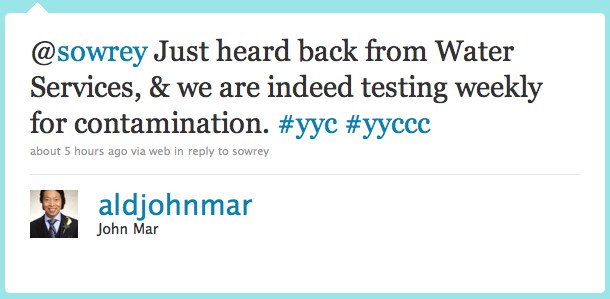 @sowrey Just heard back from Water
Services, & we are indeed testing weekly
for contamination. #yyc #yyccc
about 5 hours ago via web in reply to sowrey
aldjohnmar
John Mar